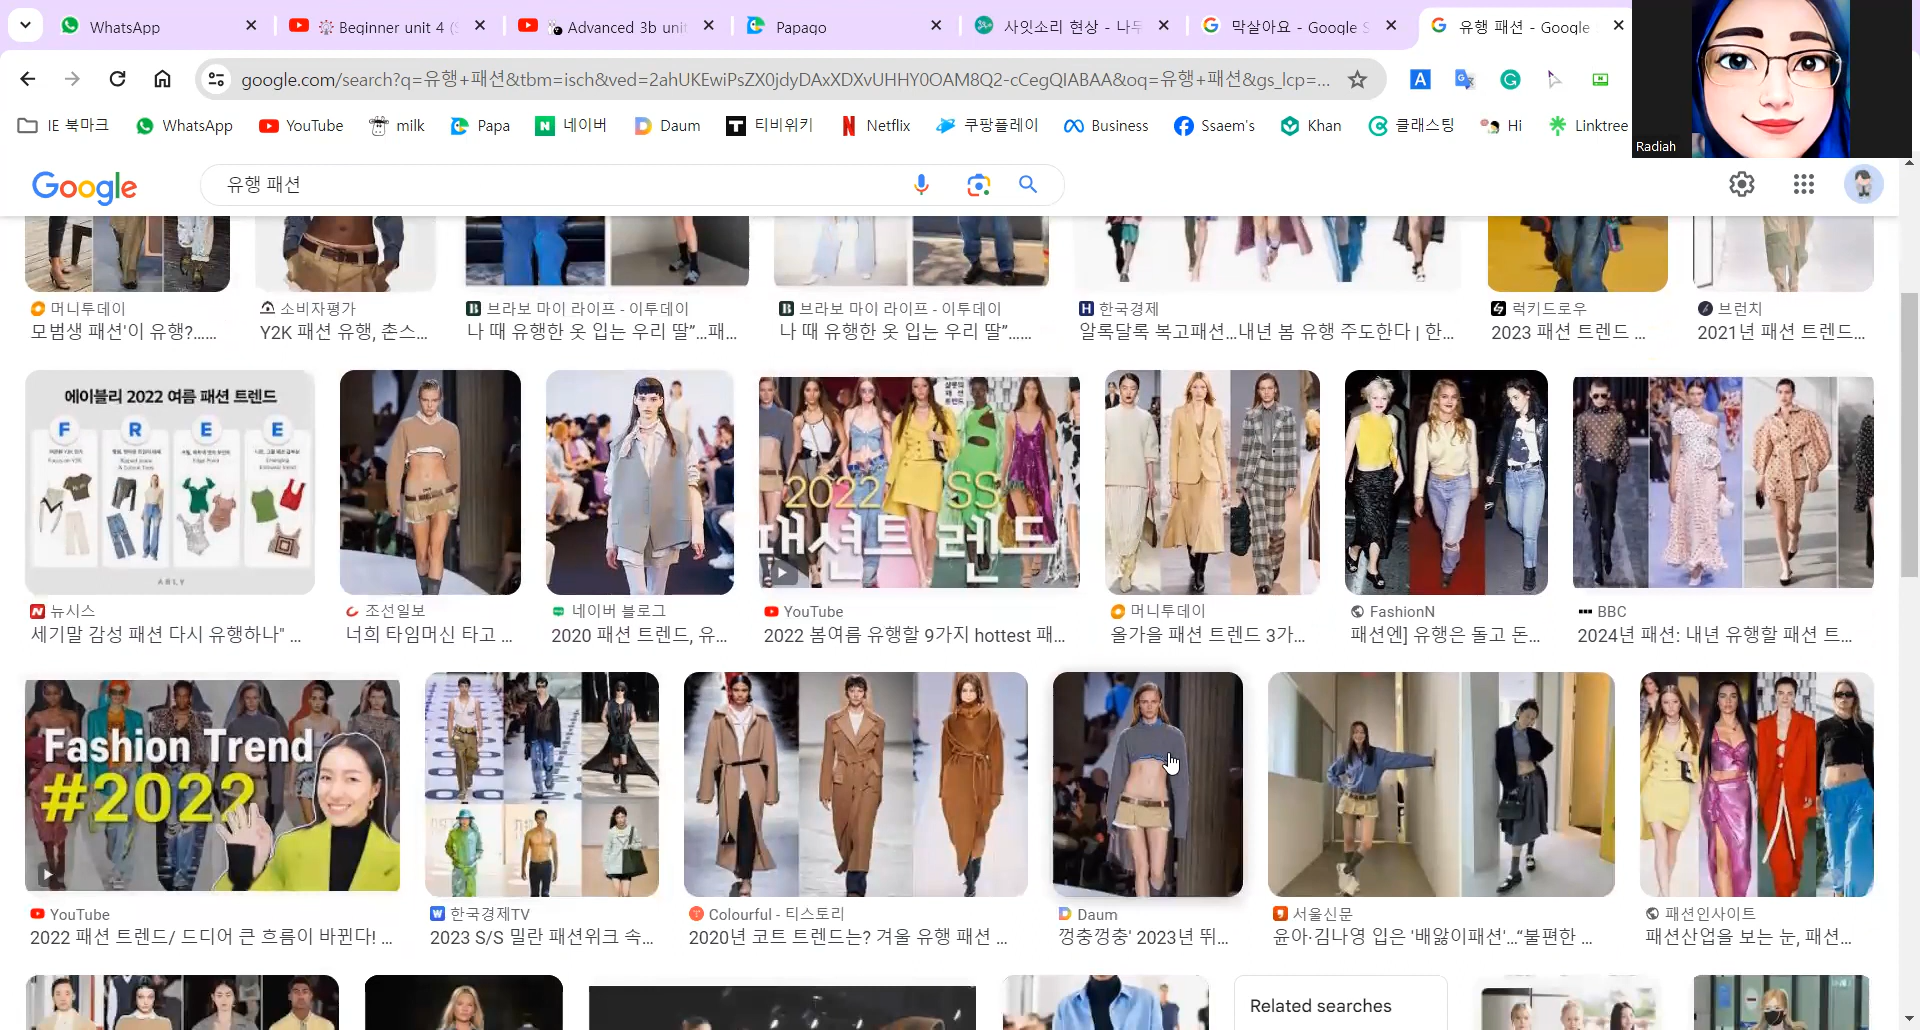 WhatsApp
Beginner unit 4 (S
Advanced 3b unit
Papago
사잇소리 현상 - 나무
막살아요 - Google S
유행 패션 - Google
google.com/search?q=유행+패션&tbm=isch&ved=2ahUKEwiPsZX0jdyDAxXDXvUHHY0OAM8Q2-cCegQIABAA&oq=유행+패션&gs_lcp=...
IE 북마크
WhatsApp
YouTube
milk
Papa
네이버
Daum
티비위키
Netflix
쿠팡플레이
Business
Ssaem's
Khan
클래스팅
Hi
Linktree
Radiah
Google
유행 패션
머니투데이
모범생 패션'이 유행?......
소비자평가
Y2K 패션 유행, 촌스...
브라보 마이 라이프 - 이투데이
나 때 유행한 옷 입는 우리 딸”...패...
브라보 마이 라이프 - 이투데이
나 때 유행한 옷 입는 우리 딸”......
한국경제
알록달록 복고패션...내년 봄 유행 주도한다 | 한...
럭키드로우
2023 패션 트렌드 ...
브런치
2021년 패션 트렌드...
에이블리 2022 여름 패션 트렌드
F R E E
ABLY
뉴시스
세기말 감성 패션 다시 유행하나" ...
조선일보
너희 타임머신 타고 ...
네이버 블로그
2020 패션 트렌드, 유...
2022 SS
패션트렌드
YouTube
2022 봄여름 유행할 9가지 hottest 패...
머니투데이
올가을 패션 트렌드 3가...
FashionN
패션엔] 유행은 돌고 돈...
BBC
2024년 패션: 내년 유행할 패션 트...
Fashion Trend
#2022
YouTube
2022 패션 트렌드/ 드디어 큰 흐름이 바뀐다! ...
한국경제TV
2023 S/S 밀란 패션위크 속...
Colourful - 티스토리
2020년 코트 트렌드는? 겨울 유행 패션 ...
Daum
껑충껑충' 2023년 뛰...
서울신문
윤아·김나영 입은 '배앓이패션'...“불편한 ...
패션인사이트
패션산업을 보는 눈, 패션...
Related searches